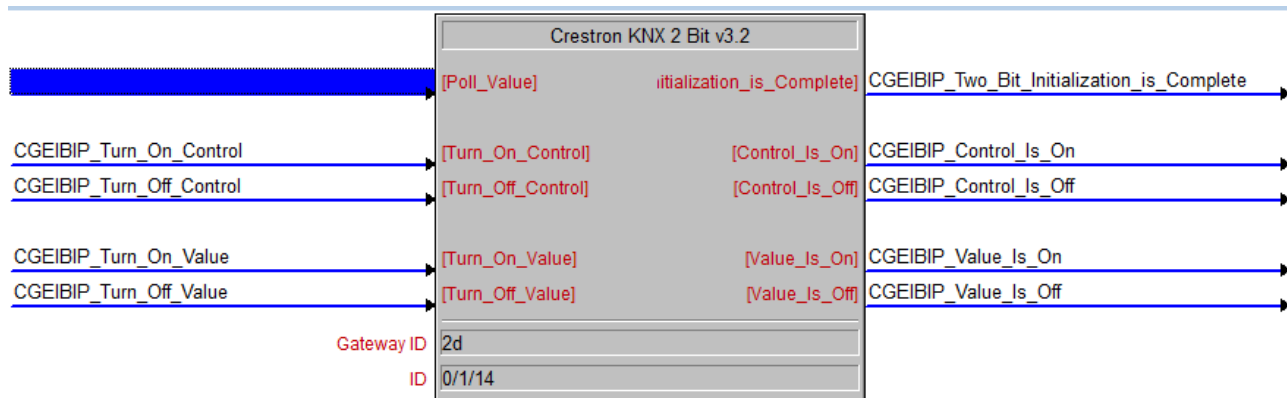 Crestron KNX 2 Bit v3.2
[Poll_Value] itialization_is_Complete] CGEIBIP_Two_Bit_Initialization_is_Complete
CGEIBIP_Turn_On_Control [Turn_On_Control] [Control_Is_On] CGEIBIP_Control_Is_On
CGEIBIP_Turn_Off_Control [Turn_Off_Control] [Control_Is_Off] CGEIBIP_Control_Is_Off
CGEIBIP_Turn_On_Value [Turn_On_Value] [Value_Is_On] CGEIBIP_Value_Is_On
CGEIBIP_Turn_Off_Value [Turn_Off_Value] [Value_Is_Off] CGEIBIP_Value_Is_Off
Gateway ID 2d
ID 0/1/14